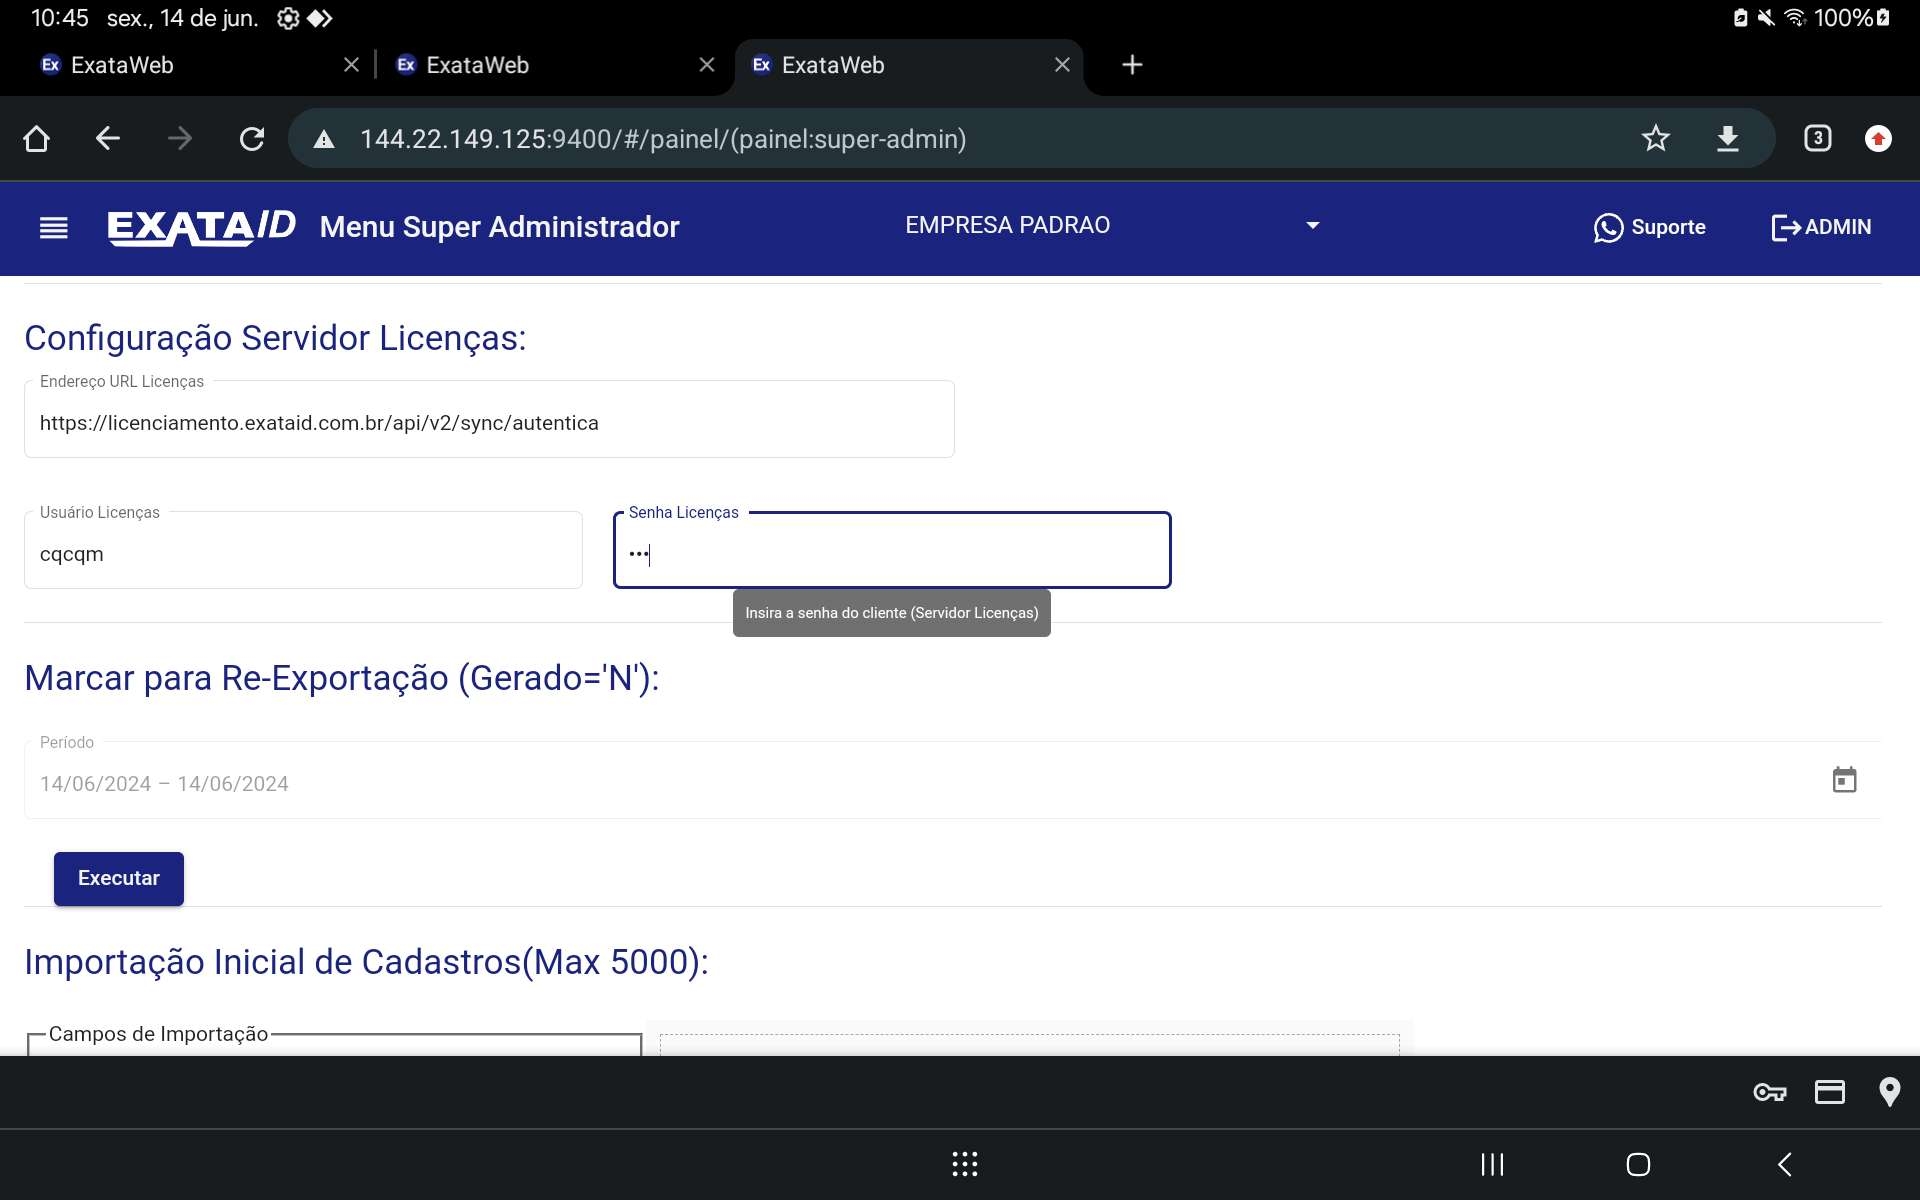 10:45 sex., 14 de jun. 100%
Ex ExataWeb Ex ExataWeb Ex ExataWeb
144.22.149.125:9400/#/painel/(painel:super-admin) 3
EXATA/D Menu Super Administrador EMPRESA PADRAO Suporte ADMIN
Configuração Servidor Licenças:
Endereço URL Licenças
https://licenciamento.exataid.com.br/api/v2/sync/autentica
Usuário Licenças Senha Licenças
cqcqm •••
Insira a senha do cliente (Servidor Licenças)
Marcar para Re-Exportação (Gerado='N'):
Período
14/06/2024 – 14/06/2024
Executar
Importação Inicial de Cadastros(Max 5000):
Campos de Importação